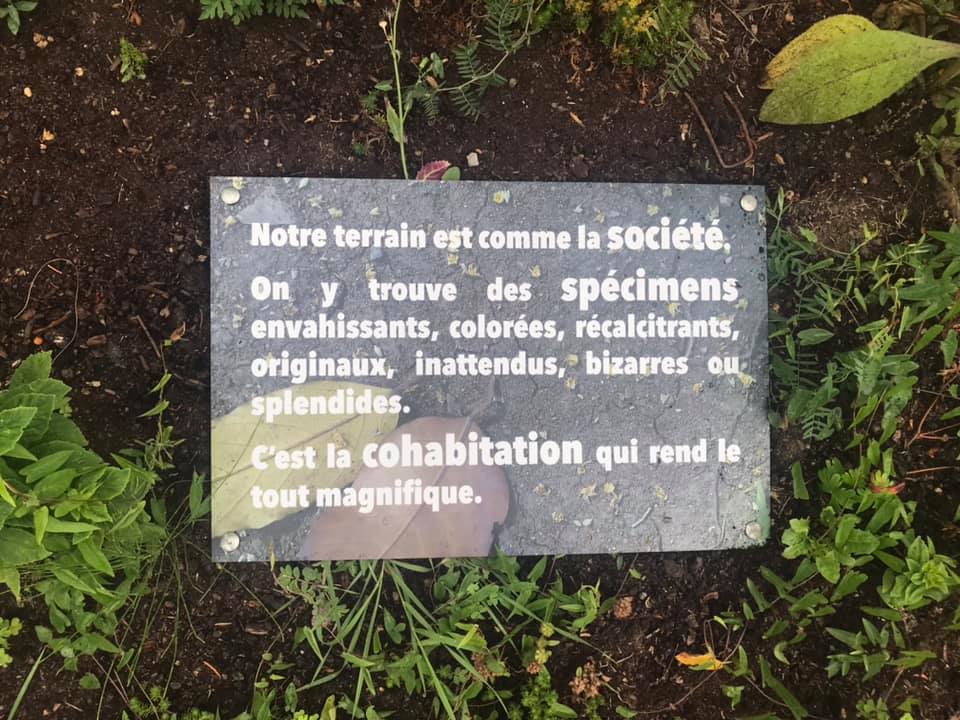 Notre terrain est comme la société.
On y trouve des spécimens
envahissants, colorées, récalcitrants,
originaux, inattendus, bizarres ou
splendides.
C'est la cohabitation qui rend le
tout magnifique.